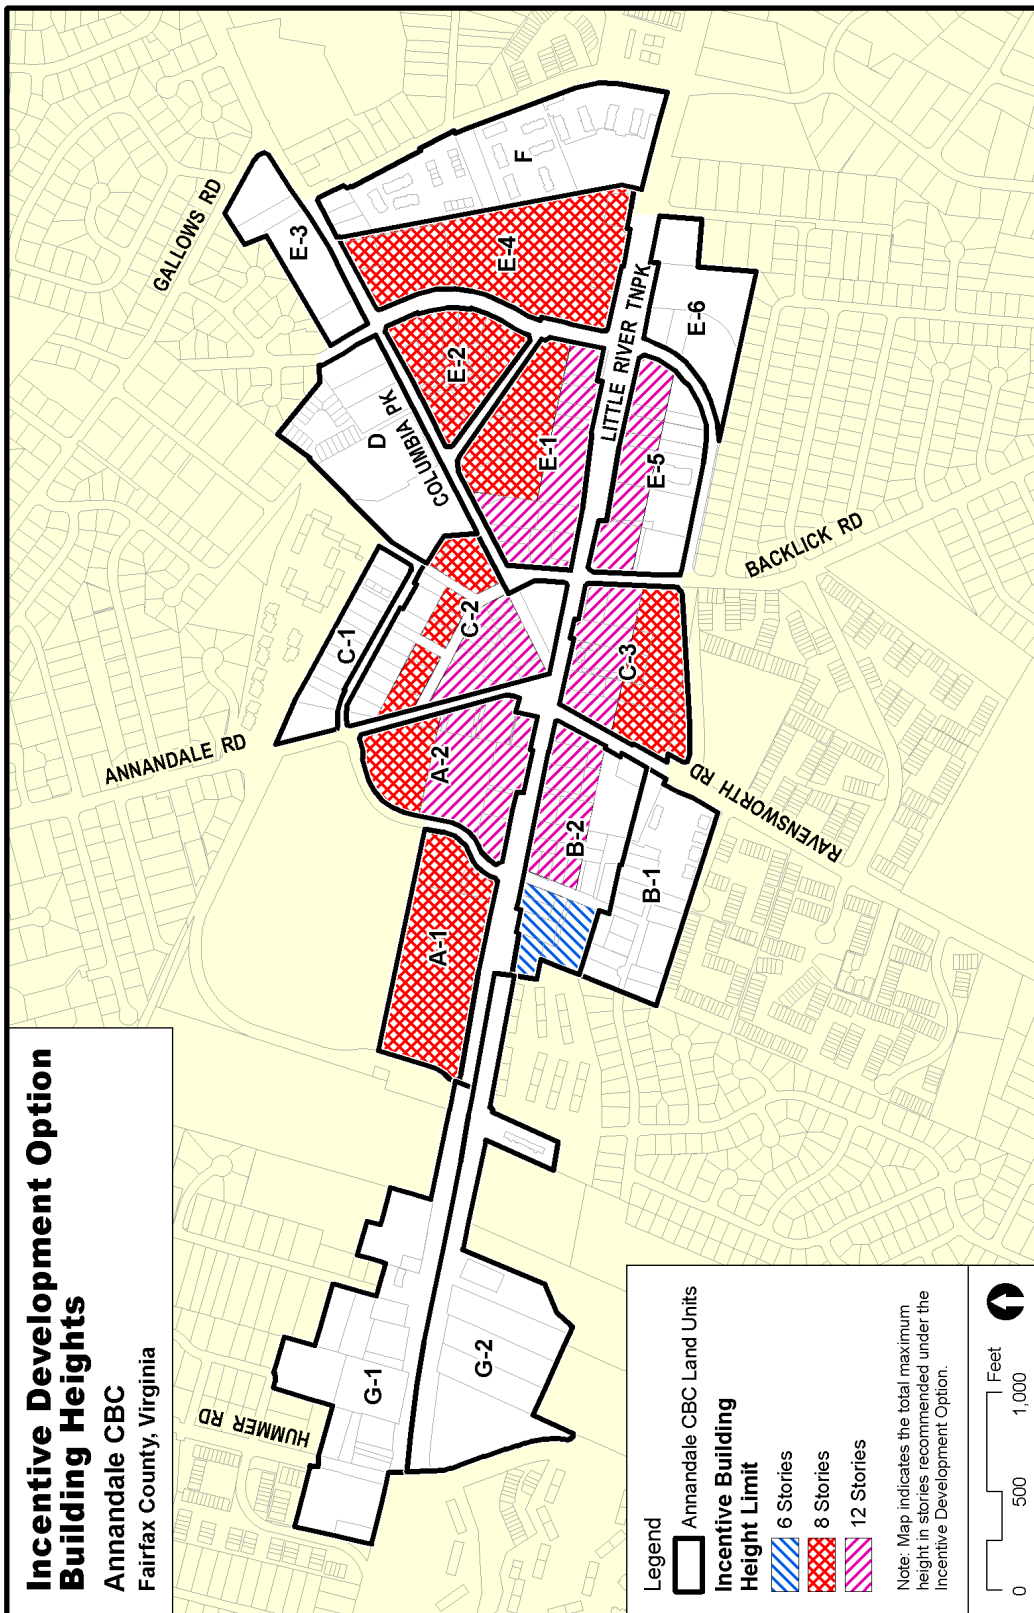 Incentive Development Option
Building Heights
Annandale CBC
Fairfax County, Virginia
HUMMER RD
ANNANDALE RD
GALLOWS RD
COLUMBIA PK
LITTLE RIVER TNPK
BACKLICK RD
RAVENSWORTH RD
G-1
G-2
A-1
A-2
B-1
B-2
C-1
C-2
C-3
D
E-1
E-2
E-3
E-4
E-5
E-6
F
Legend
Annandale CBC Land Units
Incentive Building
Height Limit
6 Stories
8 Stories
12 Stories
Note: Map indicates the total maximum
height in stories recommended under the
Incentive Development Option.
0 500 1,000
Feet